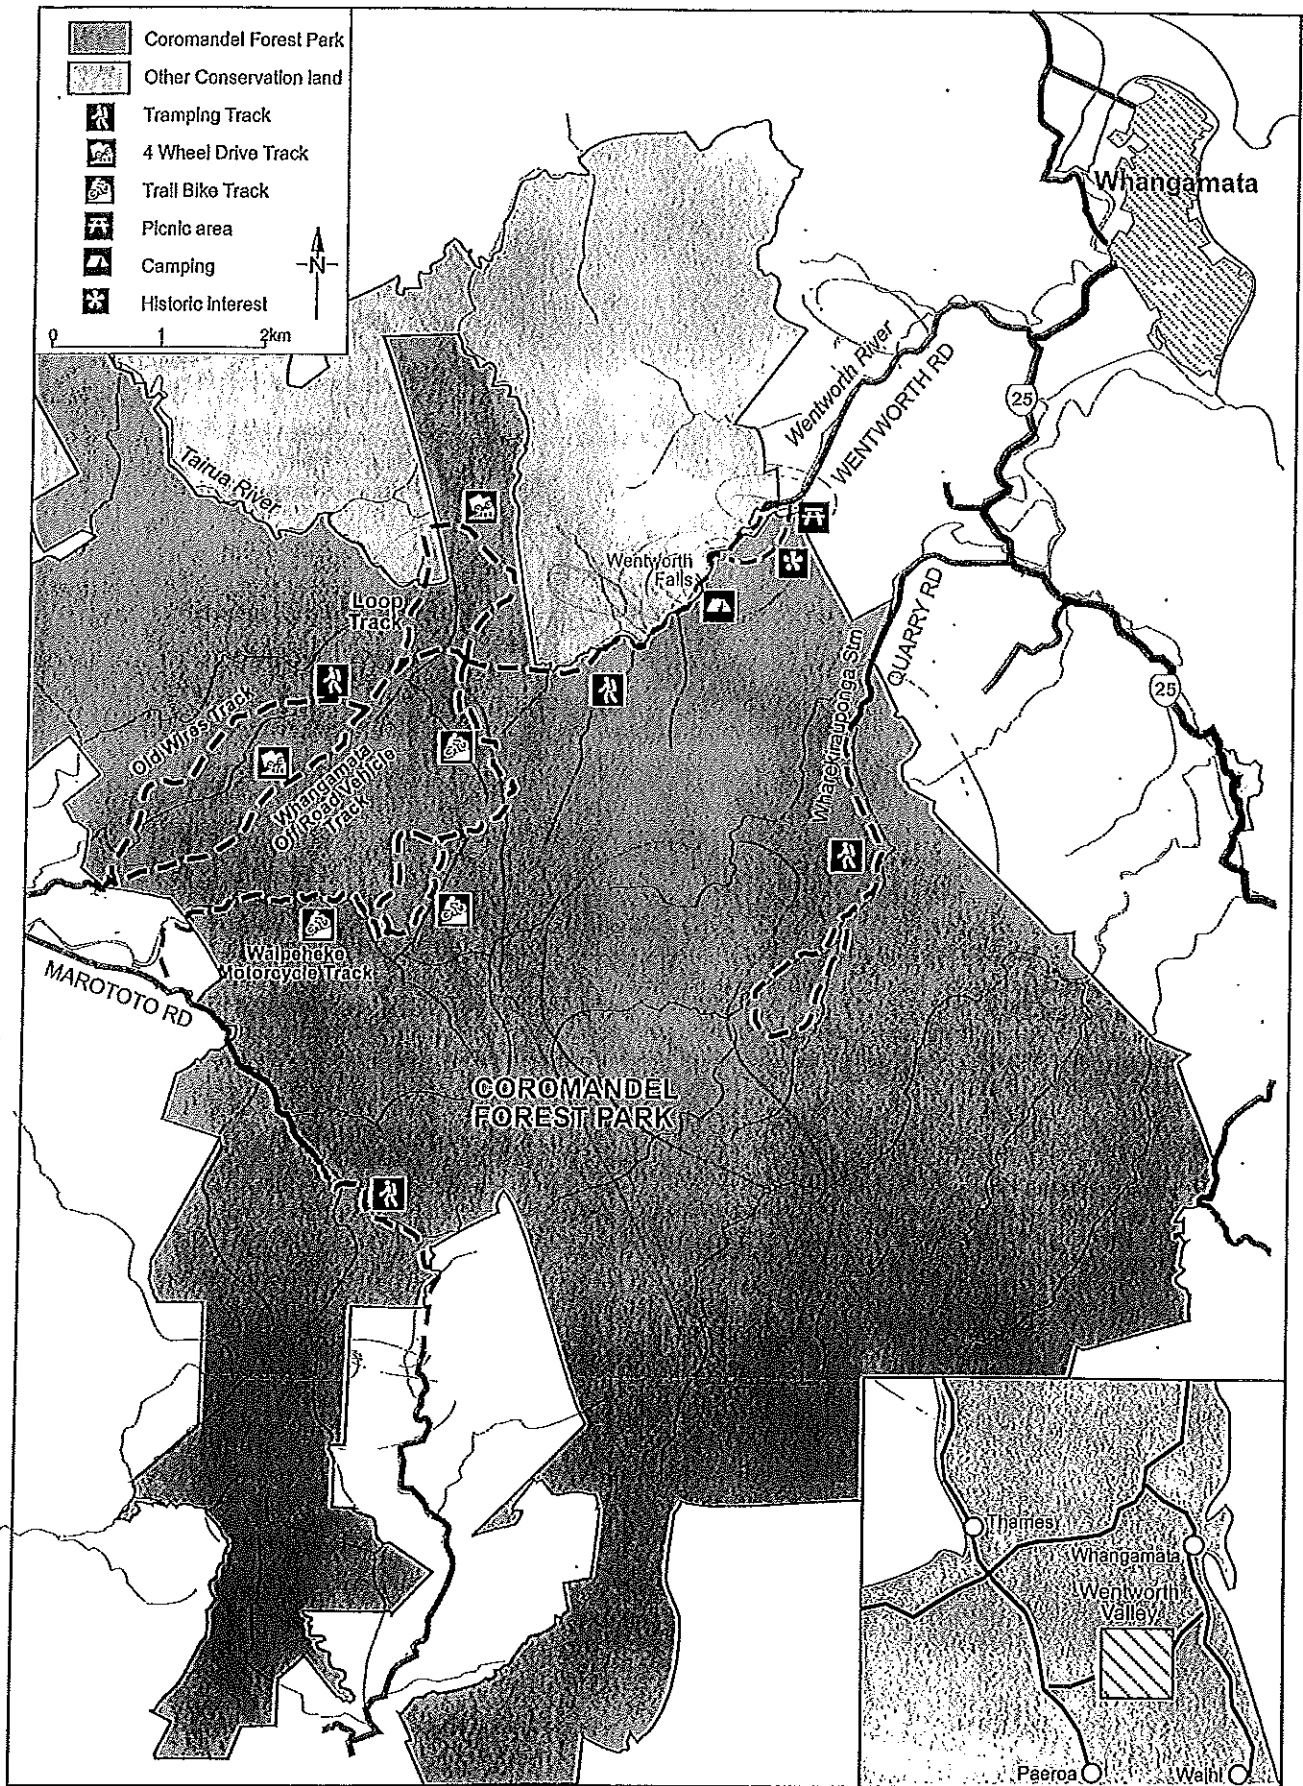 Coromandel Forest Park
Other Conservation land
Tramping Track
4 Wheel Drive Track
Trail Bike Track
Picnic area
Camping
Historic interest
N
0 1 2km
Whangamata
Wentworth River
WENTWORTH RD
25
Tairua River
Wentworth
Falls
Loop
Track
QUARRY RD
Wharekirauponga Stm
25
Old Wires Track
Whangamata
Off Road Vehicle
Track
Waipeheke
Motorcycle Track
MAROTOTO RD
COROMANDEL
FOREST PARK
Thames
Whangamata
Wentworth
Valley
Paeroa
Waihi